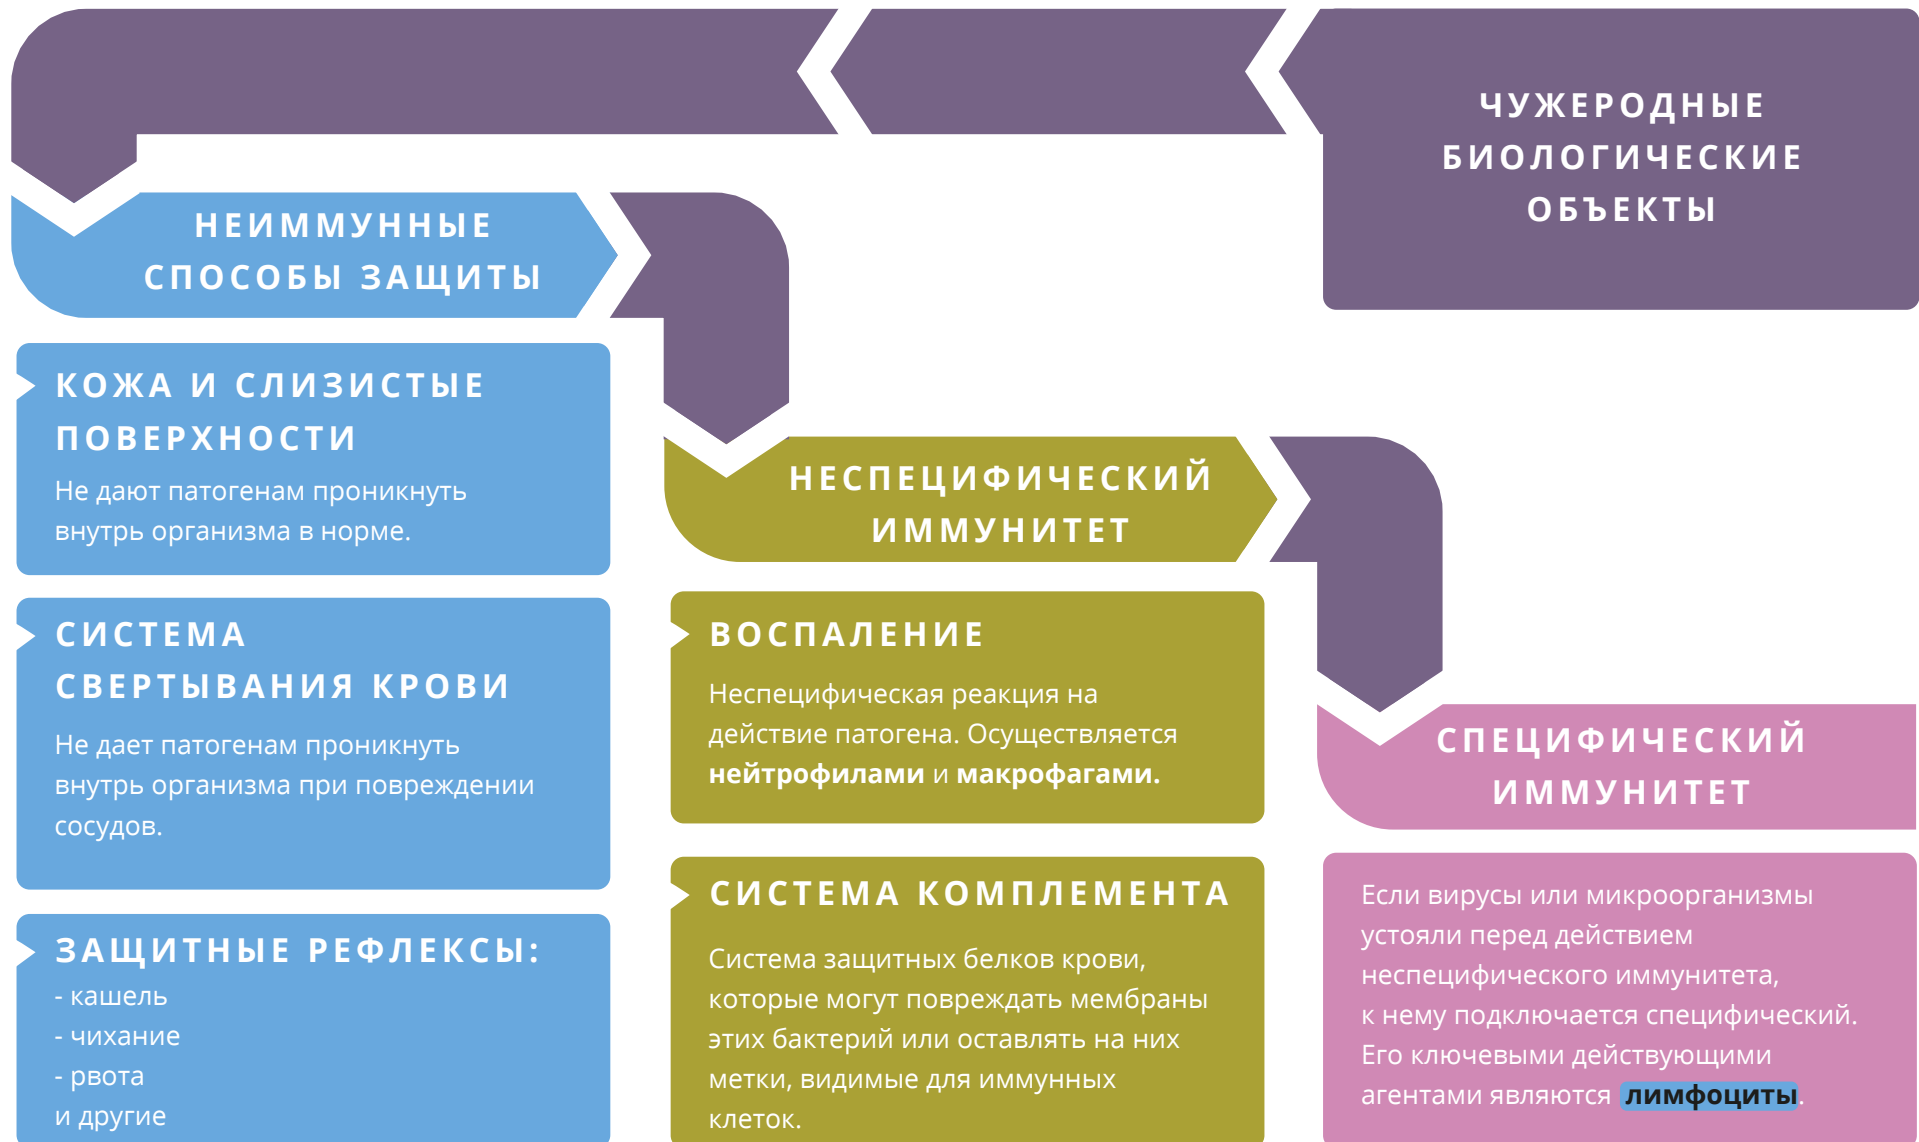 ЧУЖЕРОДНЫЕ
БИОЛОГИЧЕСКИЕ
ОБЪЕКТЫ
НЕИММУННЫЕ
СПОСОБЫ ЗАЩИТЫ
КОЖА И СЛИЗИСТЫЕ
ПОВЕРХНОСТИ
Не дают патогенам проникнуть
внутрь организма в норме.
СИСТЕМА
СВЕРТЫВАНИЯ КРОВИ
Не дает патогенам проникнуть
внутрь организма при повреждении
сосудов.
ЗАЩИТНЫЕ РЕФЛЕКСЫ:
- кашель
- чихание
- рвота
и другие
НЕСПЕЦИФИЧЕСКИЙ
ИММУНИТЕТ
ВОСПАЛЕНИЕ
Неспецифическая реакция на
действие патогена. Осуществляется
нейтрофилами и макрофагами.
СИСТЕМА КОМПЛЕМЕНТА
Система защитных белков крови,
которые могут повреждать мембраны
этих бактерий или оставлять на них
метки, видимые для иммунных
клеток.
СПЕЦИФИЧЕСКИЙ
ИММУНИТЕТ
Если вирусы или микроорганизмы
устояли перед действием
неспецифического иммунитета,
к нему подключается специфический.
Его ключевыми действующими
агентами являются лимфоциты.